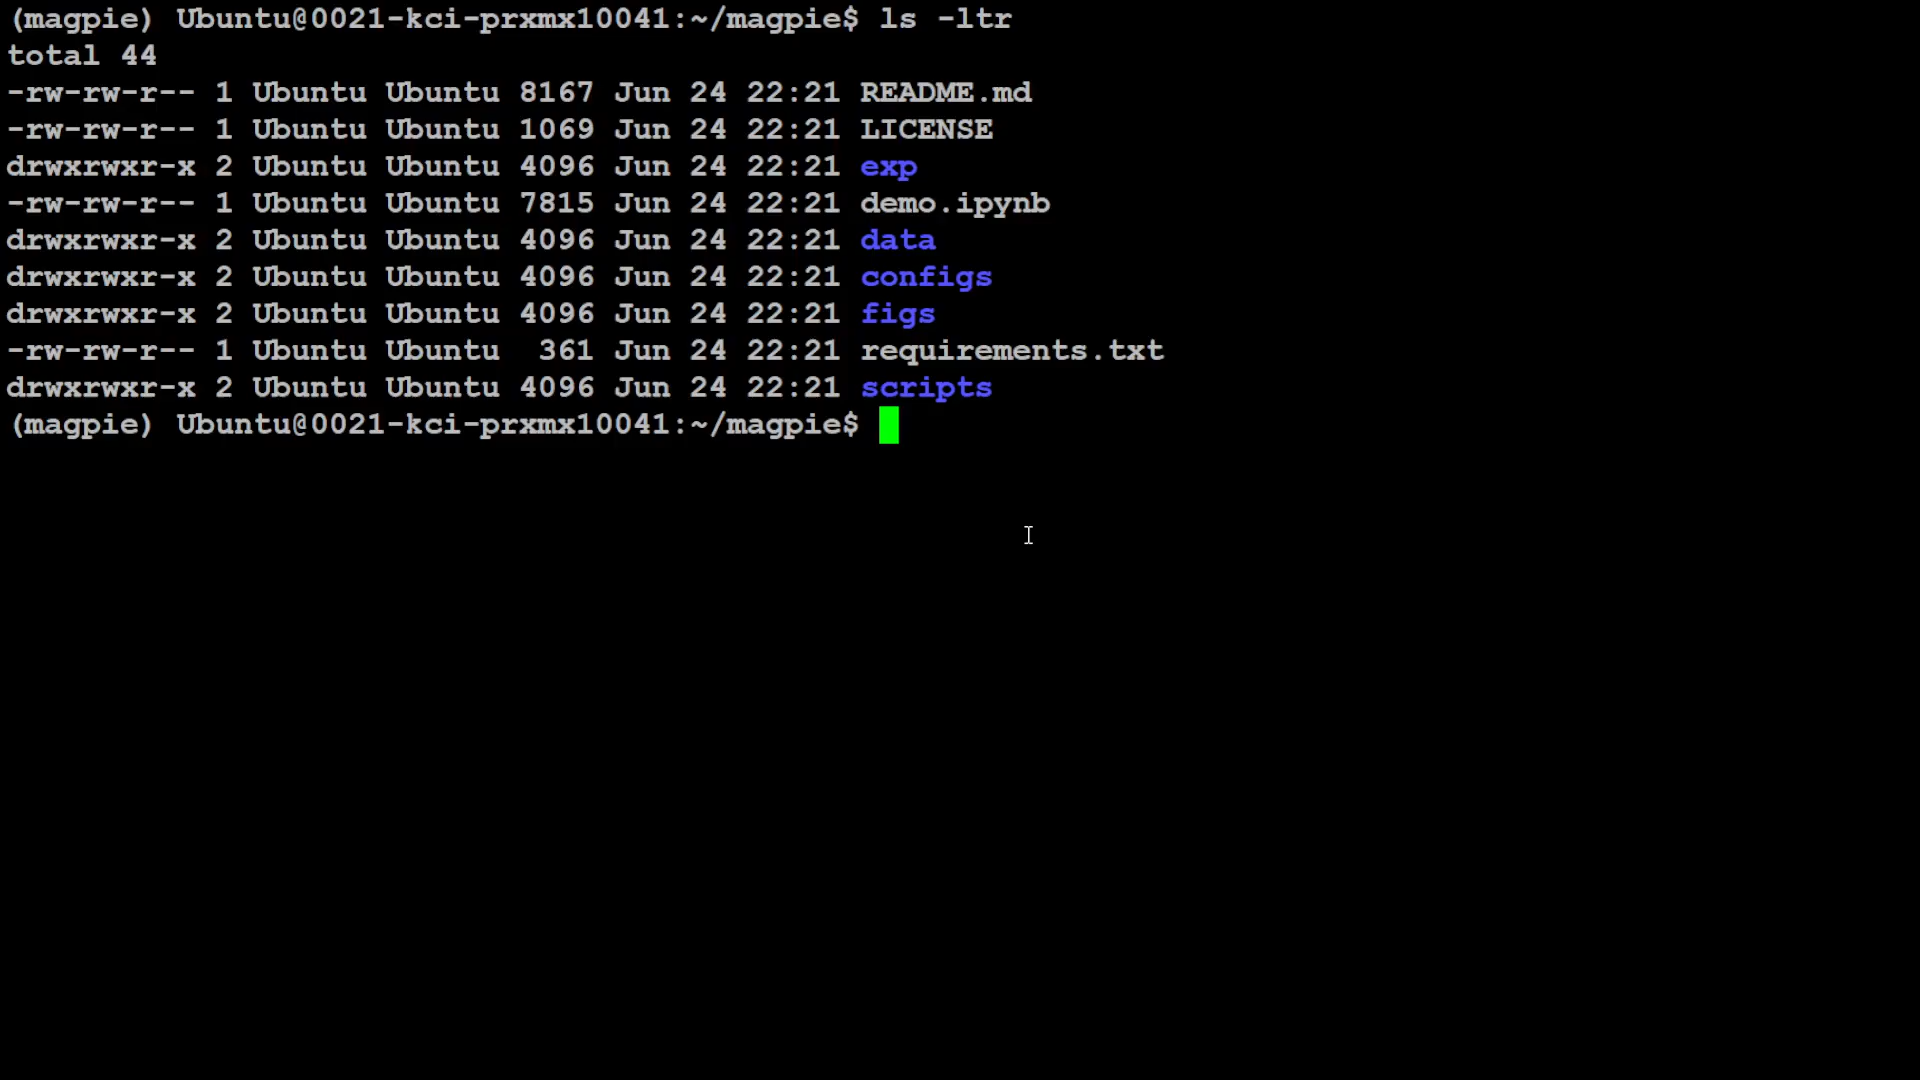 (magpie) Ubuntu@0021-kci-prxmx10041:~/magpie$ ls -ltr
total 44
-rw-rw-r-- 1 Ubuntu Ubuntu 8167 Jun 24 22:21 README.md
-rw-rw-r-- 1 Ubuntu Ubuntu 1069 Jun 24 22:21 LICENSE
drwxrwxr-x 2 Ubuntu Ubuntu 4096 Jun 24 22:21 exp
-rw-rw-r-- 1 Ubuntu Ubuntu 7815 Jun 24 22:21 demo.ipynb
drwxrwxr-x 2 Ubuntu Ubuntu 4096 Jun 24 22:21 data
drwxrwxr-x 2 Ubuntu Ubuntu 4096 Jun 24 22:21 configs
drwxrwxr-x 2 Ubuntu Ubuntu 4096 Jun 24 22:21 figs
-rw-rw-r-- 1 Ubuntu Ubuntu  361 Jun 24 22:21 requirements.txt
drwxrwxr-x 2 Ubuntu Ubuntu 4096 Jun 24 22:21 scripts
(magpie) Ubuntu@0021-kci-prxmx10041:~/magpie$